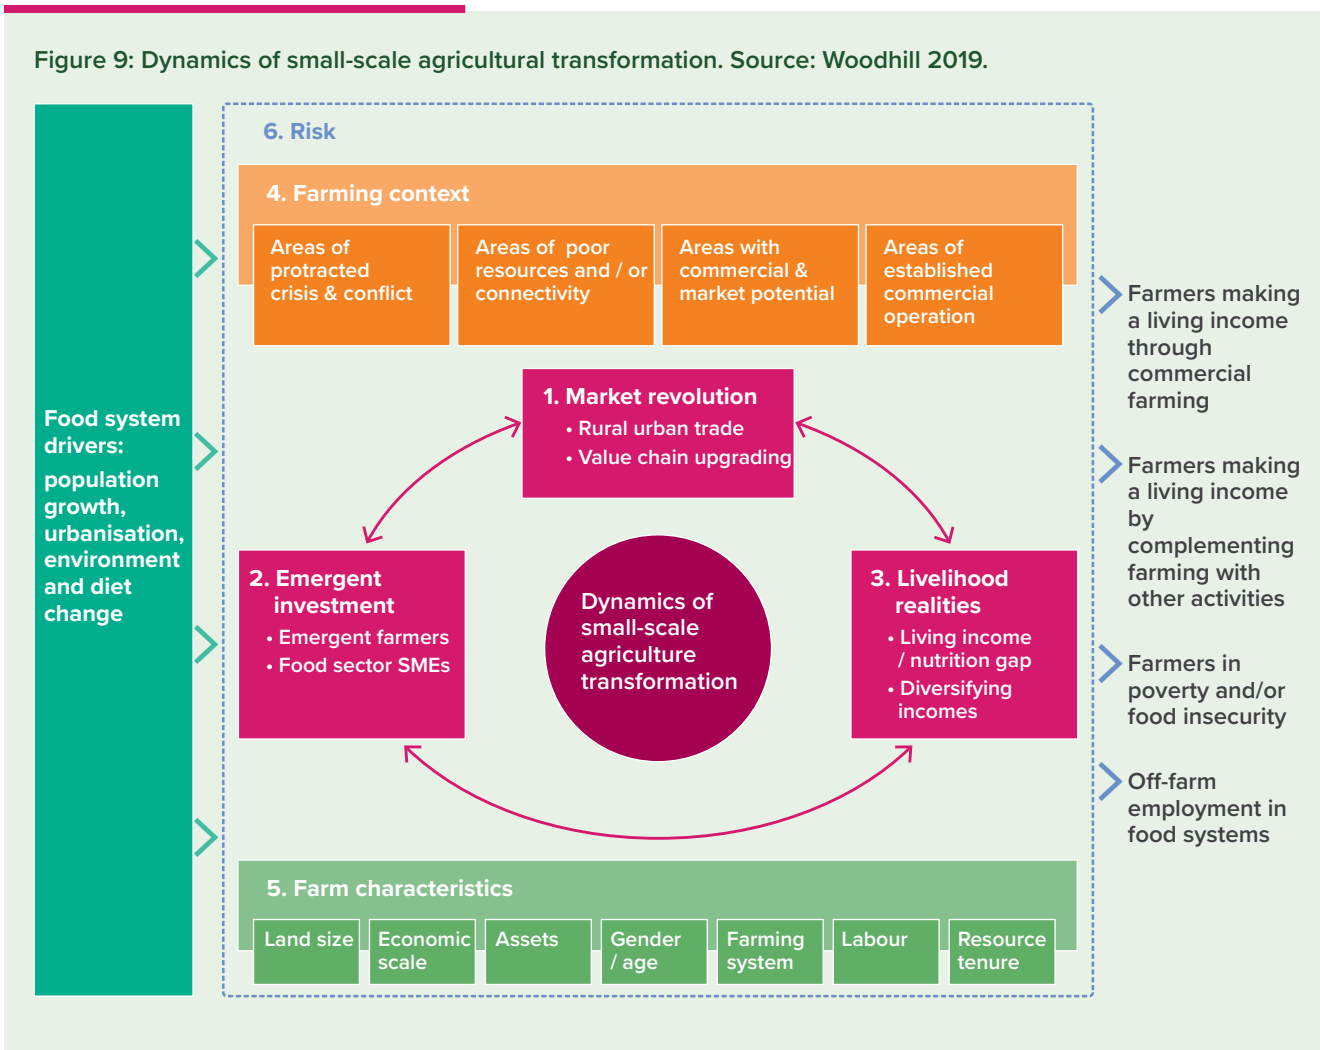 Figure 9: Dynamics of small-scale agricultural transformation. Source: Woodhill 2019.
Food system
drivers:
population
growth,
urbanisation,
environment
and diet
change
6. Risk
4. Farming context
Areas of
protracted
crisis & conflict
Areas of poor
resources and / or
connectivity
Areas with
commercial &
market potential
Areas of
established
commercial
operation
1. Market revolution
• Rural urban trade
• Value chain upgrading
2. Emergent
investment
• Emergent farmers
• Food sector SMEs
Dynamics of
small-scale
agriculture
transformation
3. Livelihood
realities
• Living income
/ nutrition gap
• Diversifying
incomes
5. Farm characteristics
Land size
Economic
scale
Assets
Gender
/ age
Farming
system
Labour
Resource
tenure
Farmers making
a living income
through
commercial
farming
Farmers making
a living income
by
complementing
farming with
other activities
Farmers in
poverty and/or
food insecurity
Off-farm
employment in
food systems